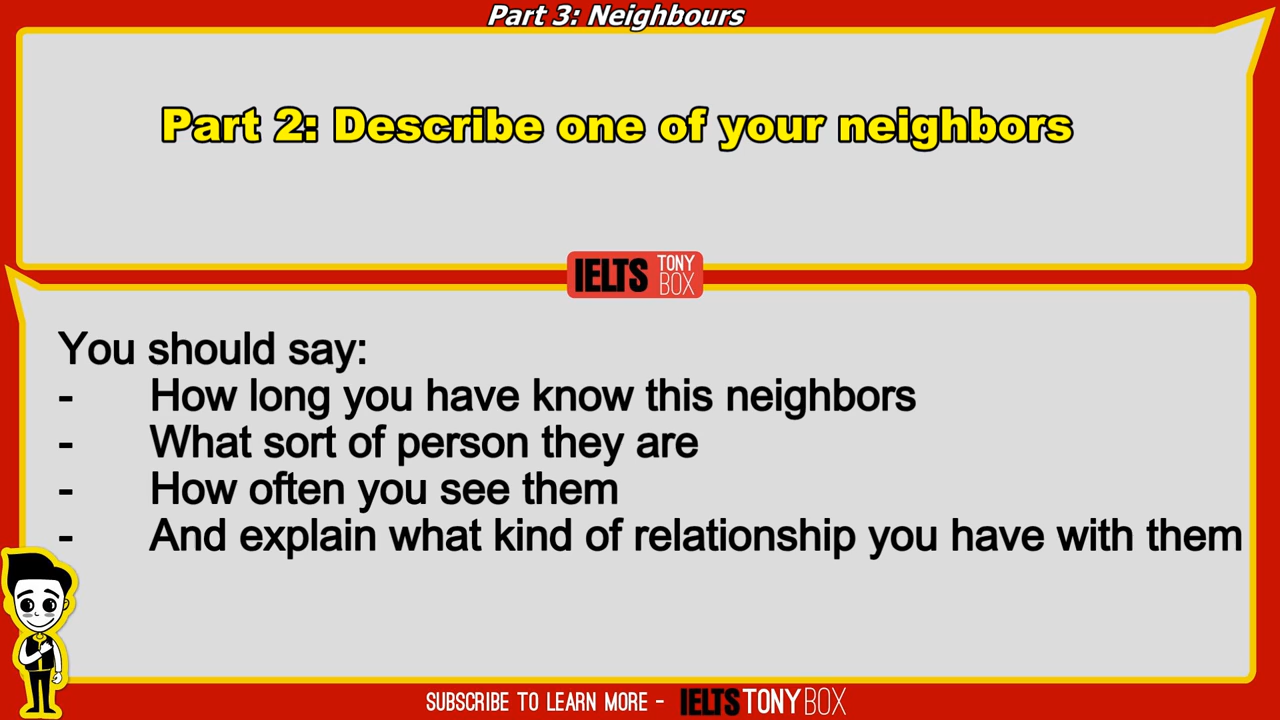 Part 3: Neighbours
Part 2: Describe one of your neighbors
IELTS TONY BOX
You should say:
- How long you have know this neighbors
- What sort of person they are
- How often you see them
- And explain what kind of relationship you have with them
SUBSCRIBE TO LEARN MORE - IELTS TONY BOX